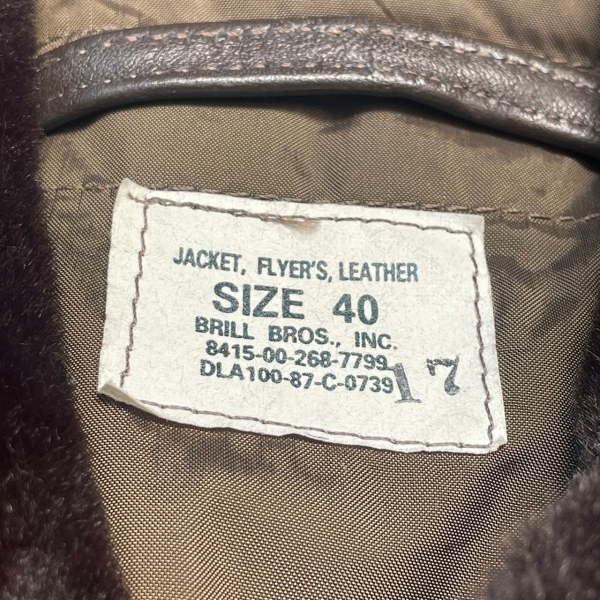 JACKET, FLYER'S, LEATHER
SIZE 40
BRILL BROS., INC.
8415-00-268-7799
DLA100-87-C-0739
17